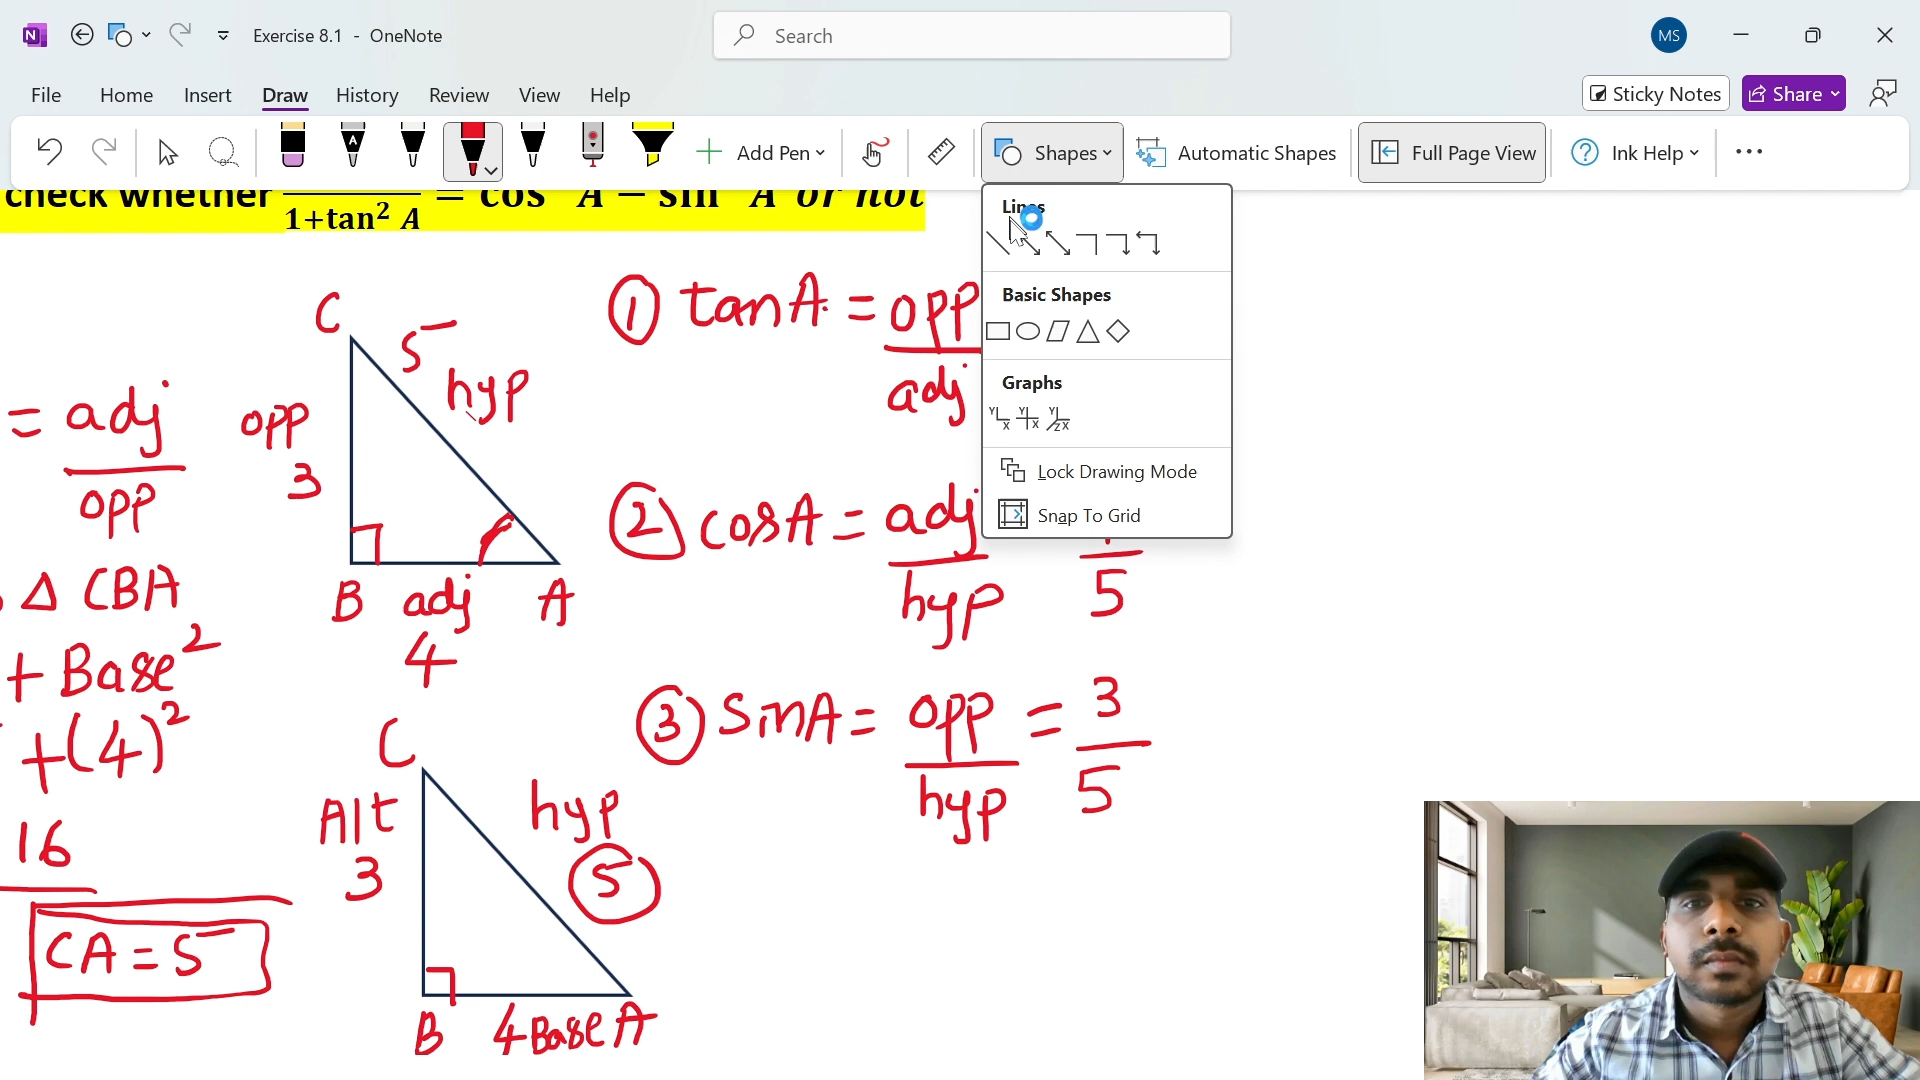 Exercise 8.1 - OneNote
Search
MS
File Home Insert Draw History Review View Help
Sticky Notes Share
Add Pen Shapes Automatic Shapes Full Page View Ink Help
check whether = cos A − sin A or not
1+tan² A
Lines
Basic Shapes
Graphs
Lock Drawing Mode
Snap To Grid
= adj
opp
Δ CBA
+ Base²
+(4)²
16
CA = 5
C
5
hyp
opp
3
B adj A
4
C
Alt
3
hyp
5
B 4 Base A
① tanA = opp
adj
② cosA = adj
hyp 5
③ sinA = opp = 3
hyp 5